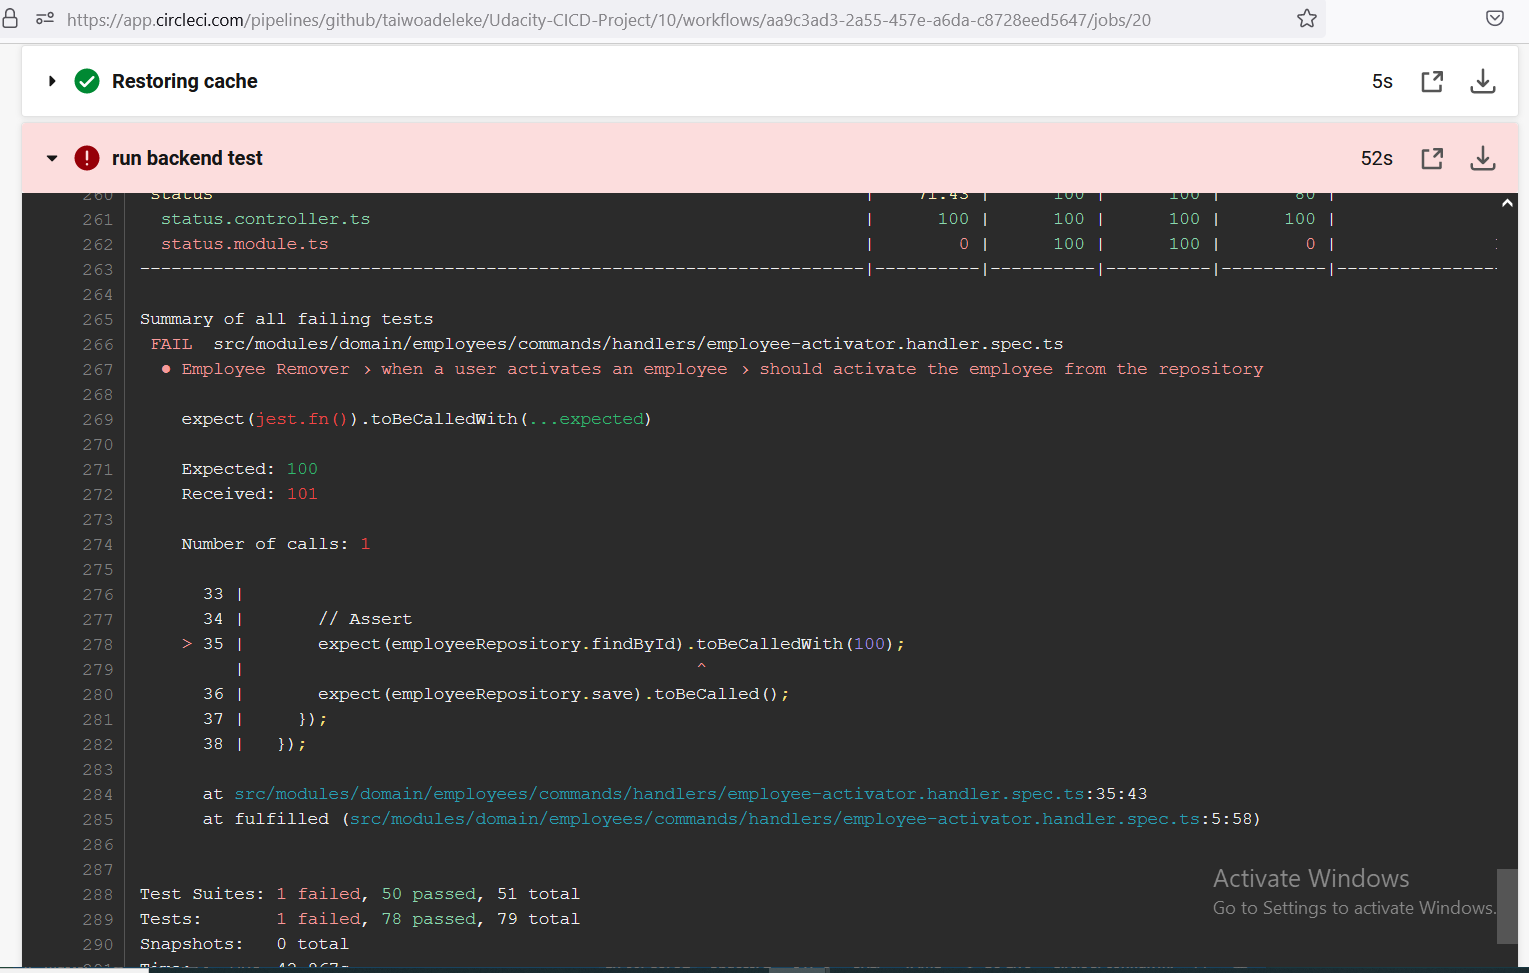 https://app.circleci.com/pipelines/github/taiwoadeleke/Udacity-CICD-Project/10/workflows/aa9c3ad3-2a55-457e-a6da-c8728eed5647/jobs/20
Restoring cache 5s
run backend test 52s
260 status | 71.43 | 100 | 100 | 80 |
261 status.controller.ts | 100 | 100 | 100 | 100 |
262 status.module.ts | 0 | 100 | 100 | 0 |
263 ---------------------------------------------------------------------|----------|----------|----------|----------|----------------
264
265 Summary of all failing tests
266 FAIL src/modules/domain/employees/commands/handlers/employee-activator.handler.spec.ts
267 ● Employee Remover › when a user activates an employee › should activate the employee from the repository
268
269 expect(jest.fn()).toBeCalledWith(...expected)
270
271 Expected: 100
272 Received: 101
273
274 Number of calls: 1
275
276 33 |
277 34 | // Assert
278 > 35 | expect(employeeRepository.findById).toBeCalledWith(100);
279 | ^
280 36 | expect(employeeRepository.save).toBeCalled();
281 37 | });
282 38 | });
283
284 at src/modules/domain/employees/commands/handlers/employee-activator.handler.spec.ts:35:43
285 at fulfilled (src/modules/domain/employees/commands/handlers/employee-activator.handler.spec.ts:5:58)
286
287
288 Test Suites: 1 failed, 50 passed, 51 total
289 Tests: 1 failed, 78 passed, 79 total
290 Snapshots: 0 total
Activate Windows
Go to Settings to activate Windows.